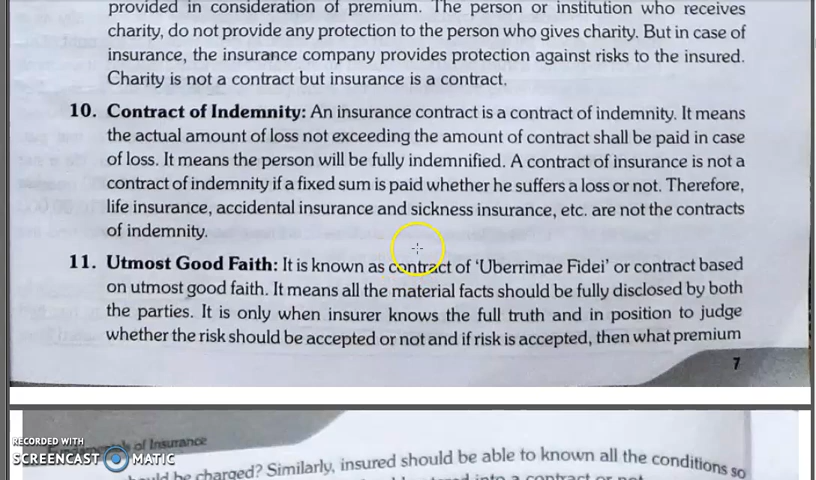 provided in consideration of premium. The person or institution who receives
charity, do not provide any protection to the person who gives charity. But in case of
insurance, the insurance company provides protection against risks to the insured.
Charity is not a contract but insurance is a contract.
10. Contract of Indemnity: An insurance contract is a contract of indemnity. It means
the actual amount of loss not exceeding the amount of contract shall be paid in case
of loss. It means the person will be fully indemnified. A contract of insurance is not a
contract of indemnity if a fixed sum is paid whether he suffers a loss or not. Therefore,
life insurance, accidental insurance and sickness insurance, etc. are not the contracts
of indemnity.
11. Utmost Good Faith: It is known as contract of 'Uberrimae Fidei' or contract based
on utmost good faith. It means all the material facts should be fully disclosed by both
the parties. It is only when insurer knows the full truth and in position to judge
whether the risk should be accepted or not and if risk is accepted, then what premium
7
of Insurance
RECORDED WITH
SCREENCAST MATIC
be charged? Similarly, insured should be able to known all the conditions so
into a contract or not